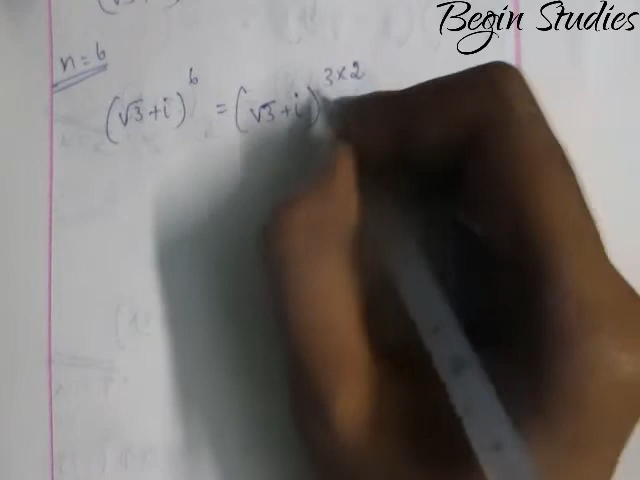 Begin Studies
n=6
(√3+i)^6 = (√3+i)^3×2